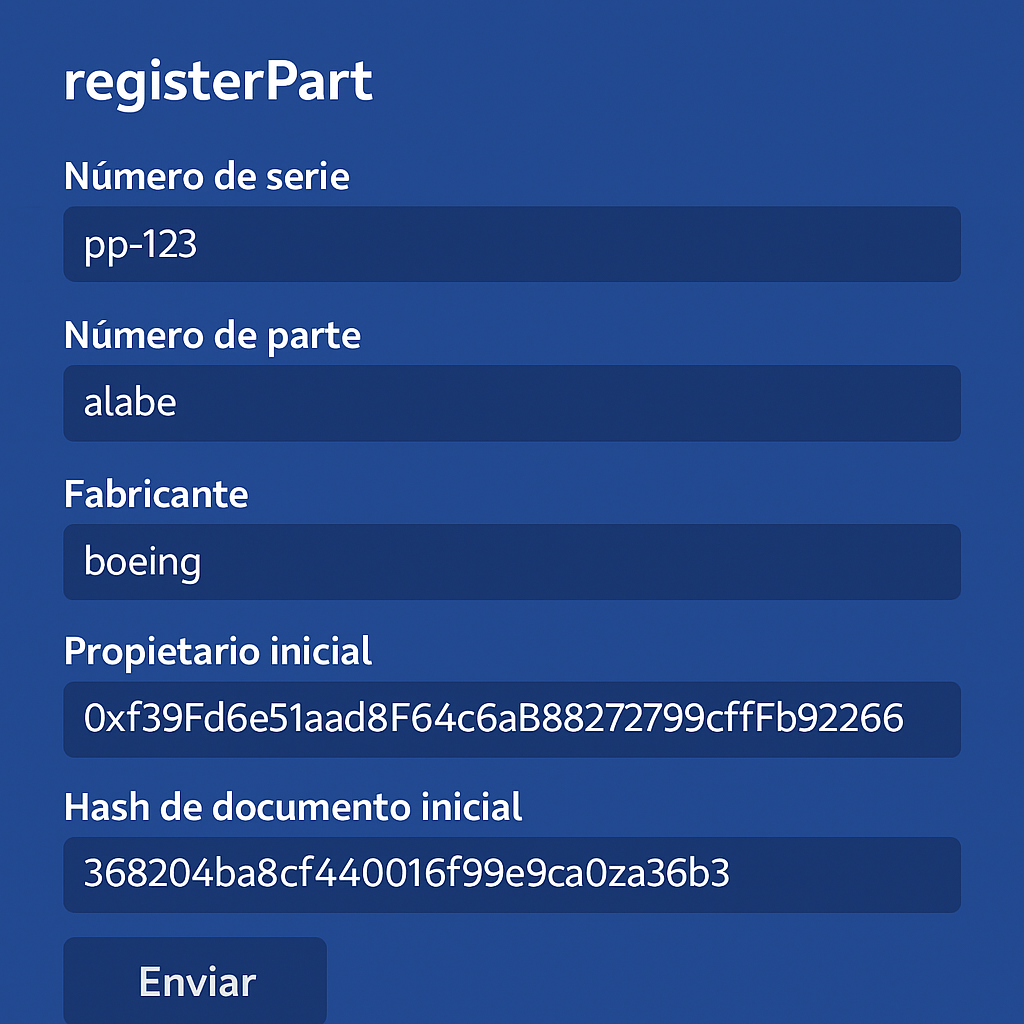 registerPart
Número de serie
pp-123
Número de parte
alabe
Fabricante
boeing
Propietario inicial
0xf39Fd6e51aad8F64c6aB88272799cffFb92266
Hash de documento inicial
368204ba8cf440016f99e9ca0za36b3
Enviar